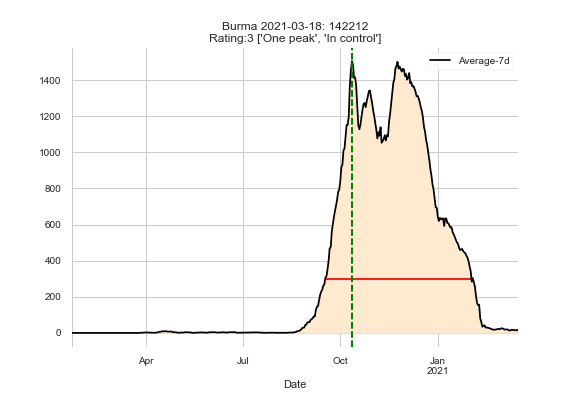 Burma 2021-03-18: 142212
Rating:3 ['One peak', 'In control']
Average-7d
1400
1200
1000
800
600
400
200
0
Apr
Jul
Oct
Jan
2021
Date